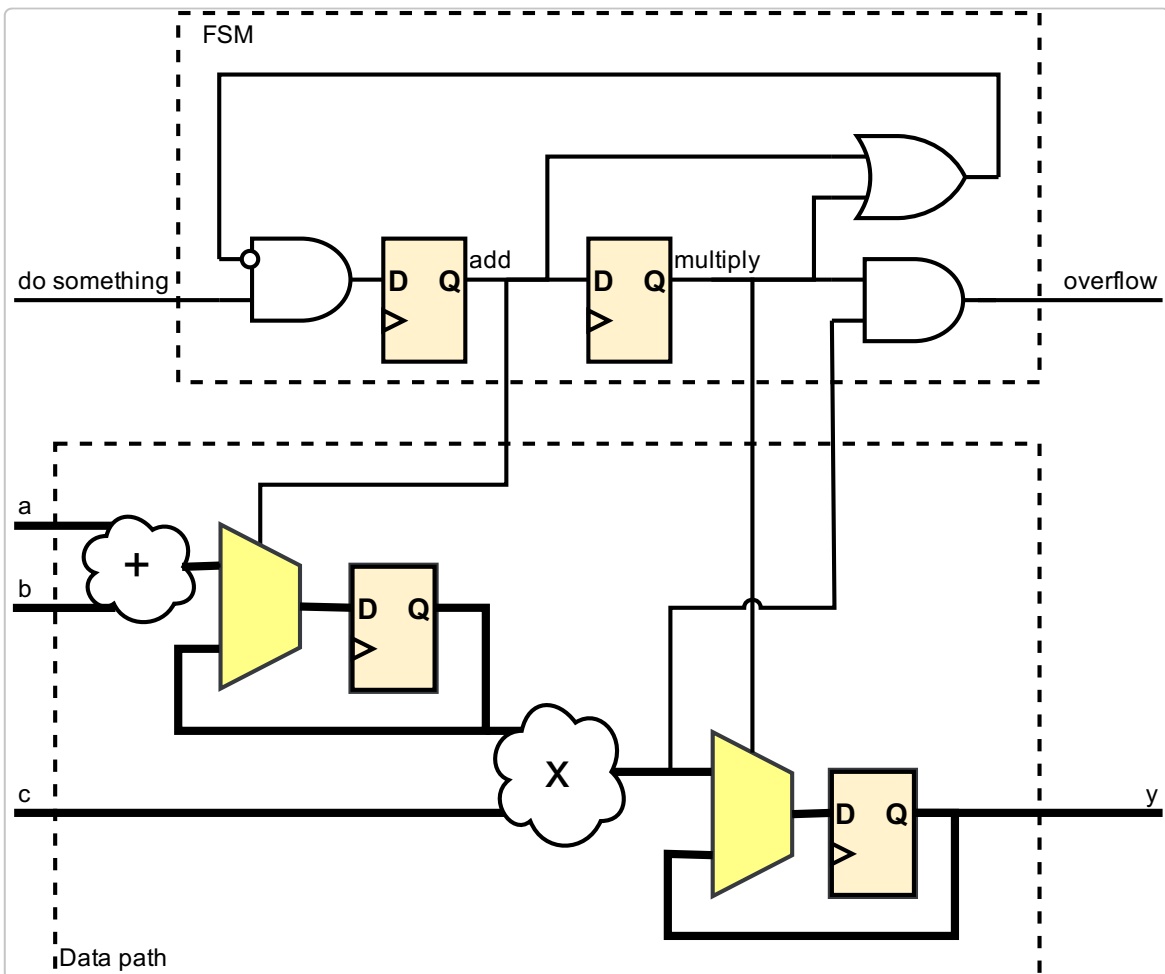 FSM
do something
D Q
add
D Q
multiply
overflow
a
+
b
D Q
X
c
D Q
y
Data path